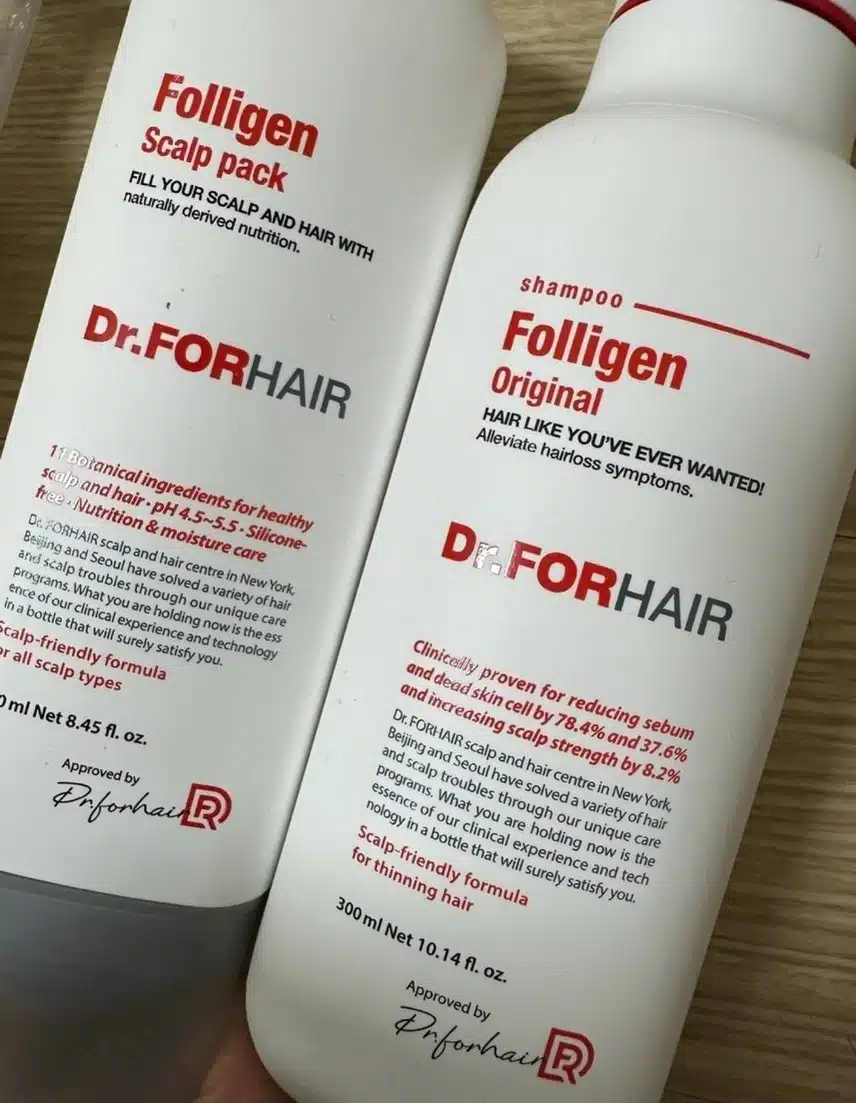 Folligen
Scalp pack
FILL YOUR SCALP AND HAIR WITH
naturally derived nutrition.
Dr.FORHAIR
11 Botanical ingredients for healthy
scalp and hair · pH 4.5~5.5 · Silicone-
free · Nutrition & moisture care
Dr. FORHAIR scalp and hair centre in New York,
Beijing and Seoul have solved a variety of hair
and scalp troubles through our unique care
programs. What you are holding now is the ess
ence of our clinical experience and technology
in a bottle that will surely satisfy you.
Scalp-friendly formula
or all scalp types
0 ml Net 8.45 fl. oz.
Approved by
Dr.forhair
shampoo
Folligen
Original
HAIR LIKE YOU'VE EVER WANTED!
Alleviate hairloss symptoms.
Dr.FORHAIR
Clinically proven for reducing sebum
and dead skin cell by 78.4% and 37.6%
and increasing scalp strength by 8.2%
Dr. FORHAIR scalp and hair centre in New York,
Beijing and Seoul have solved a variety of hair
and scalp troubles through our unique care
programs. What you are holding now is the
essence of our clinical experience and tech
nology in a bottle that will surely satisfy you.
Scalp-friendly formula
for thinning hair
300 ml Net 10.14 fl. oz.
Approved by
Dr.forhair